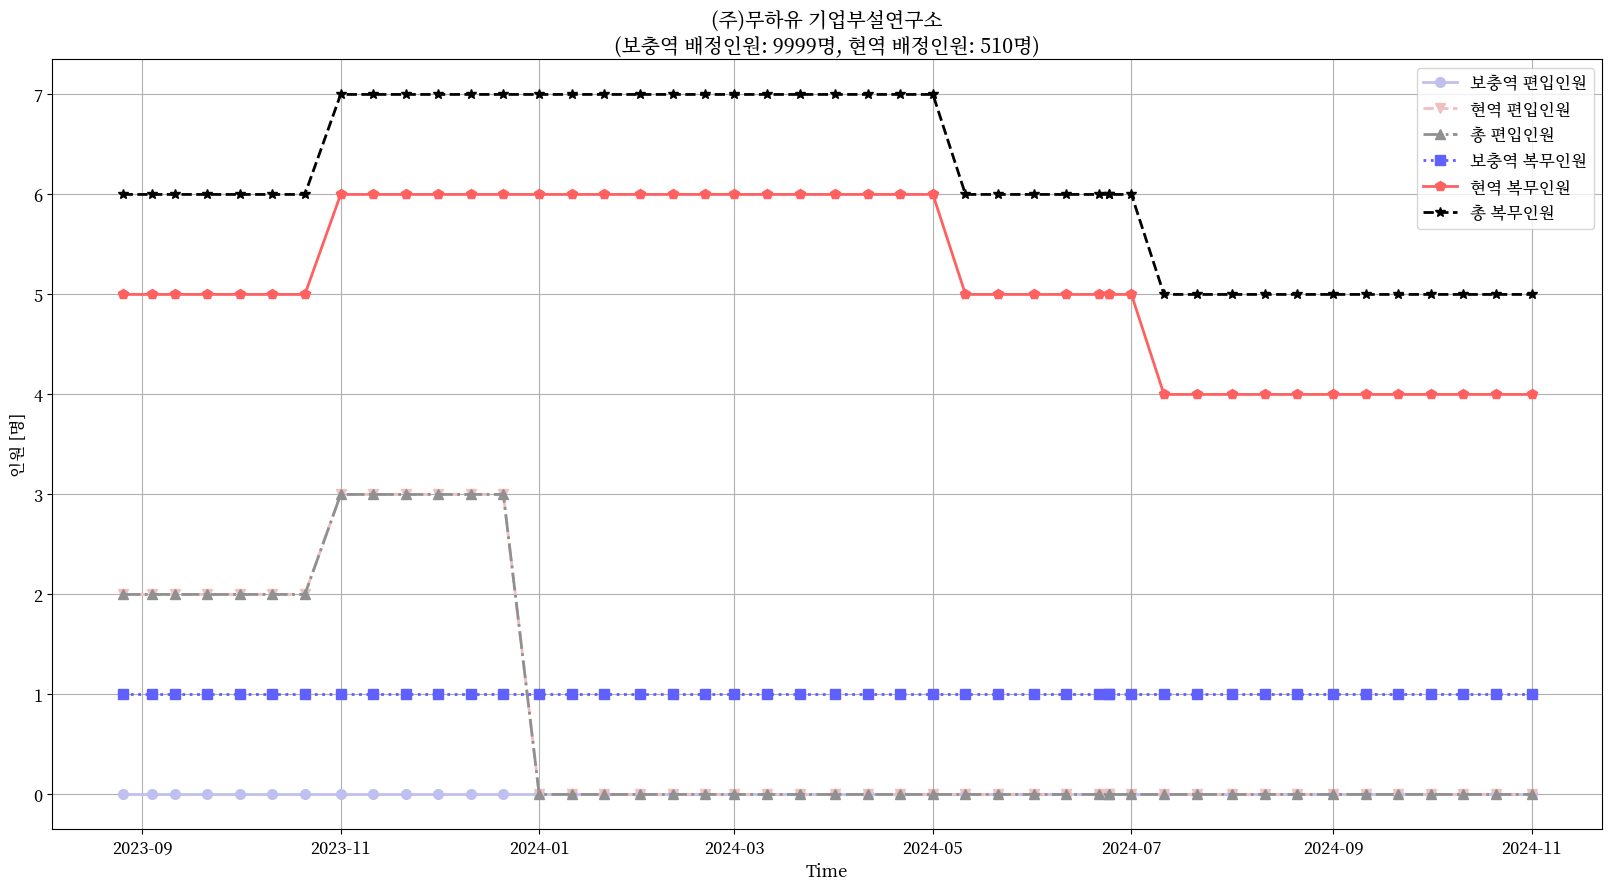 (주)무하유 기업부설연구소
(보충역 배정인원: 9999명, 현역 배정인원: 510명)
보충역 편입인원
현역 편입인원
총 편입인원
보충역 복무인원
현역 복무인원
총 복무인원
인원 [명]
7
6
5
4
3
2
1
0
2023-09
2023-11
2024-01
2024-03
2024-05
2024-07
2024-09
2024-11
Time